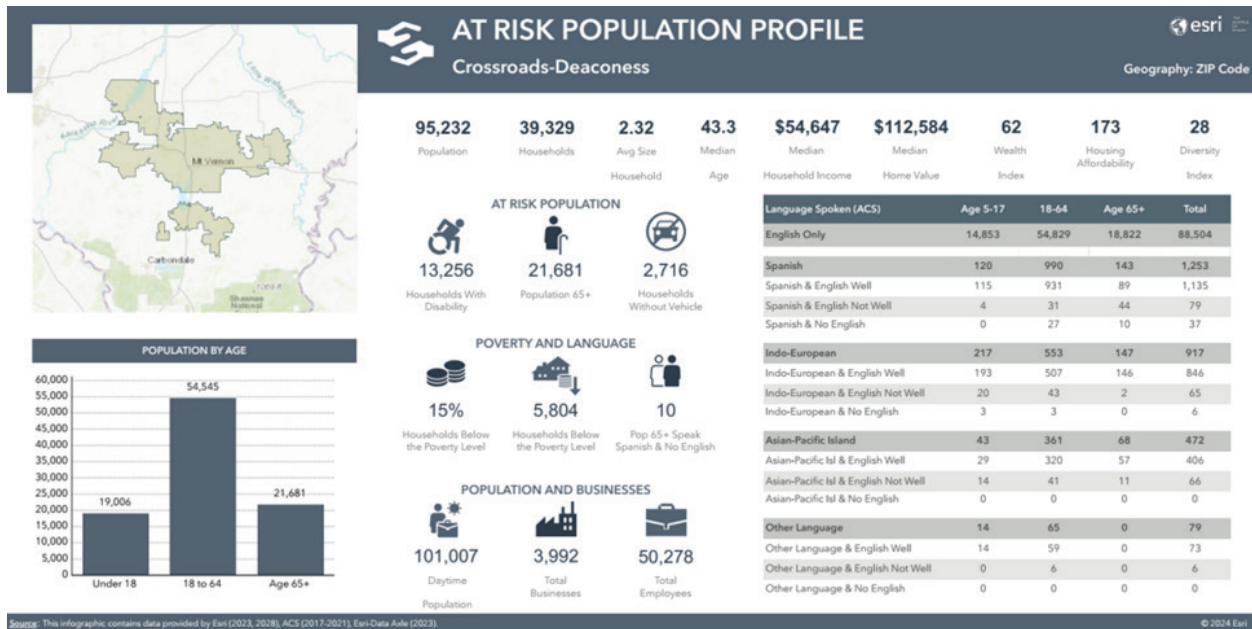 AT RISK POPULATION PROFILE
Crossroads-Deaconess
esri
Geography: ZIP Code
Mt Vernon
Carbondale
Shawnee
National
95,232
Population
39,329
Households
2.32
Avg Size
Household
43.3
Median
Age
$54,647
Median
Household Income
$112,584
Median
Home Value
62
Wealth
Index
173
Housing
Affordability
28
Diversity
Index
AT RISK POPULATION
13,256
Households With
Disability
21,681
Population 65+
2,716
Households
Without Vehicle
POVERTY AND LANGUAGE
15%
Households Below
the Poverty Level
5,804
Households Below
the Poverty Level
10
Pop 65+ Speak
Spanish & No English
POPULATION AND BUSINESSES
101,007
Daytime
Population
3,992
Total
Businesses
50,278
Total
Employees
Language Spoken (ACS) Age 5-17 18-64 Age 65+ Total
English Only 14,853 54,829 18,822 88,504
Spanish 120 990 143 1,253
Spanish & English Well 115 931 89 1,135
Spanish & English Not Well 4 31 44 79
Spanish & No English 0 27 10 37
Indo-European 217 553 147 917
Indo-European & English Well 193 507 146 846
Indo-European & English Not Well 20 43 2 65
Indo-European & No English 3 3 0 6
Asian-Pacific Island 43 361 68 472
Asian-Pacific Isl & English Well 29 320 57 406
Asian-Pacific Isl & English Not Well 14 41 11 66
Asian-Pacific Isl & No English 0 0 0 0
Other Language 14 65 0 79
Other Language & English Well 14 59 0 73
Other Language & English Not Well 0 6 0 6
Other Language & No English 0 0 0 0
POPULATION BY AGE
60,000
55,000
50,000
45,000
40,000
35,000
30,000
25,000
20,000
15,000
10,000
5,000
0
19,006
54,545
21,681
Under 18
18 to 64
Age 65+
Source: This infographic contains data provided by Esri (2023, 2028), ACS (2017-2021), Esri-Data Axle (2023).
© 2024 Esri